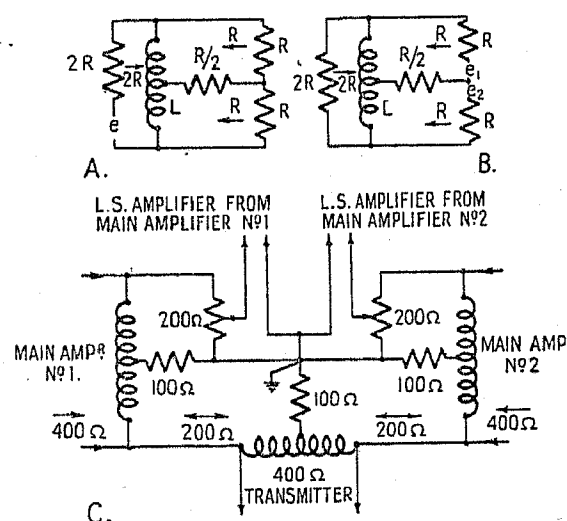 2R
2R
e
L
R/2
R
R
R
R
A.
2R
2R
L
R/2
R
R
e1
e2
R
R
B.
L.S. AMPLIFIER FROM
MAIN AMPLIFIER Nº1
L.S. AMPLIFIER FROM
MAIN AMPLIFIER Nº2
200Ω
200Ω
MAIN AMPR
Nº1.
100Ω
100Ω
100Ω
MAIN AMP
Nº2
400Ω
200Ω
200Ω
400Ω
400Ω
TRANSMITTER
C.